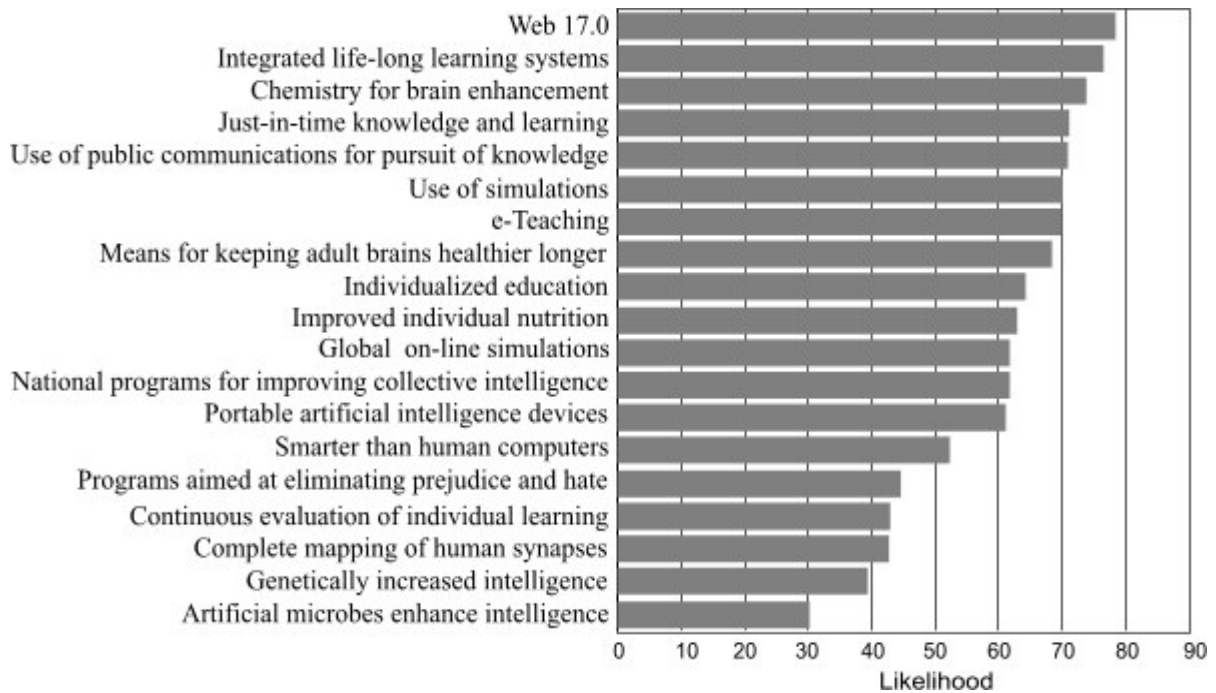 Web 17.0
Integrated life-long learning systems
Chemistry for brain enhancement
Just-in-time knowledge and learning
Use of public communications for pursuit of knowledge
Use of simulations
e-Teaching
Means for keeping adult brains healthier longer
Individualized education
Improved individual nutrition
Global on-line simulations
National programs for improving collective intelligence
Portable artificial intelligence devices
Smarter than human computers
Programs aimed at eliminating prejudice and hate
Continuous evaluation of individual learning
Complete mapping of human synapses
Genetically increased intelligence
Artificial microbes enhance intelligence
0 10 20 30 40 50 60 70 80 90
Likelihood